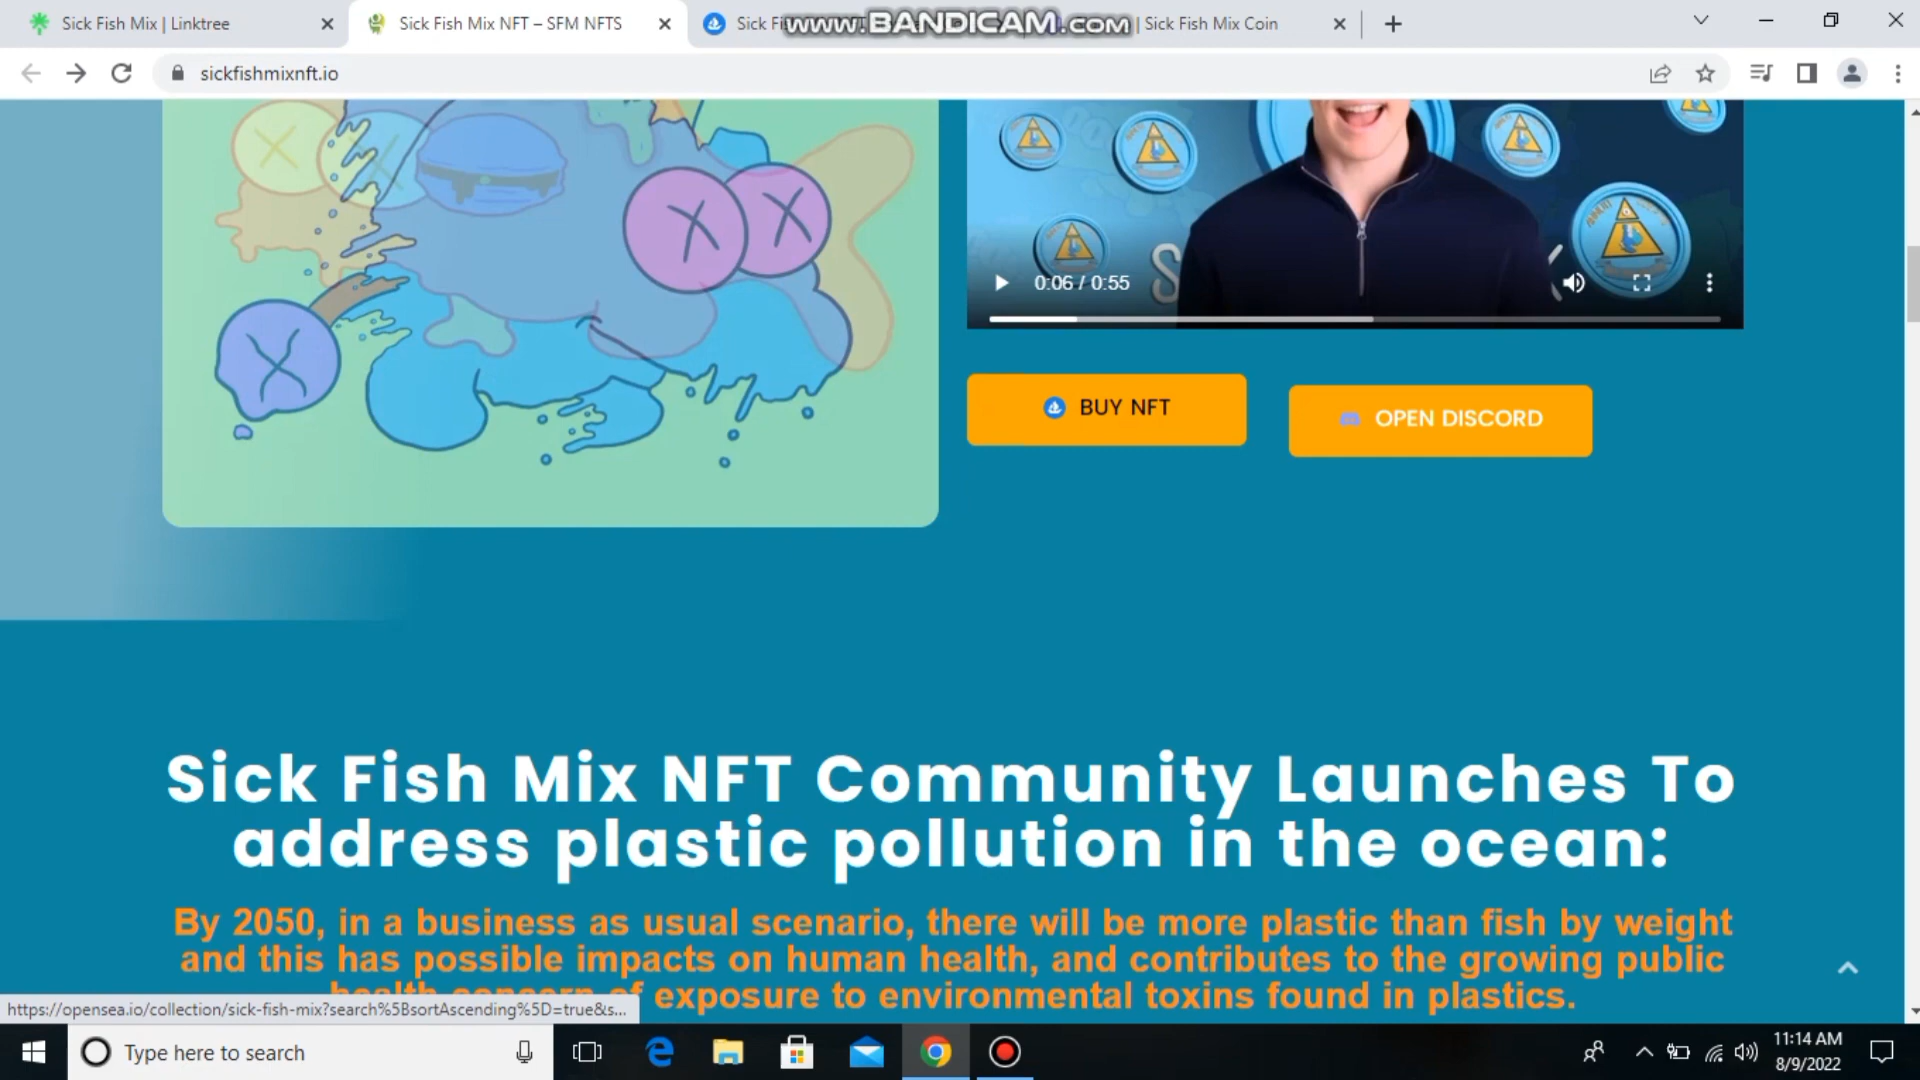 Sick Fish Mix | Linktree
Sick Fish Mix NFT – SFM NFTS
www.BANDICAM.com
| Sick Fish Mix Coin
sickfishmixnft.io
0:06 / 0:55
BUY NFT
OPEN DISCORD
Sick Fish Mix NFT Community Launches To
address plastic pollution in the ocean:
By 2050, in a business as usual scenario, there will be more plastic than fish by weight
and this has possible impacts on human health, and contributes to the growing public
health concern of exposure to environmental toxins found in plastics.
https://opensea.io/collection/sick-fish-mix?search%5BsortAscending%5D=true&s...
Type here to search
11:14 AM
8/9/2022